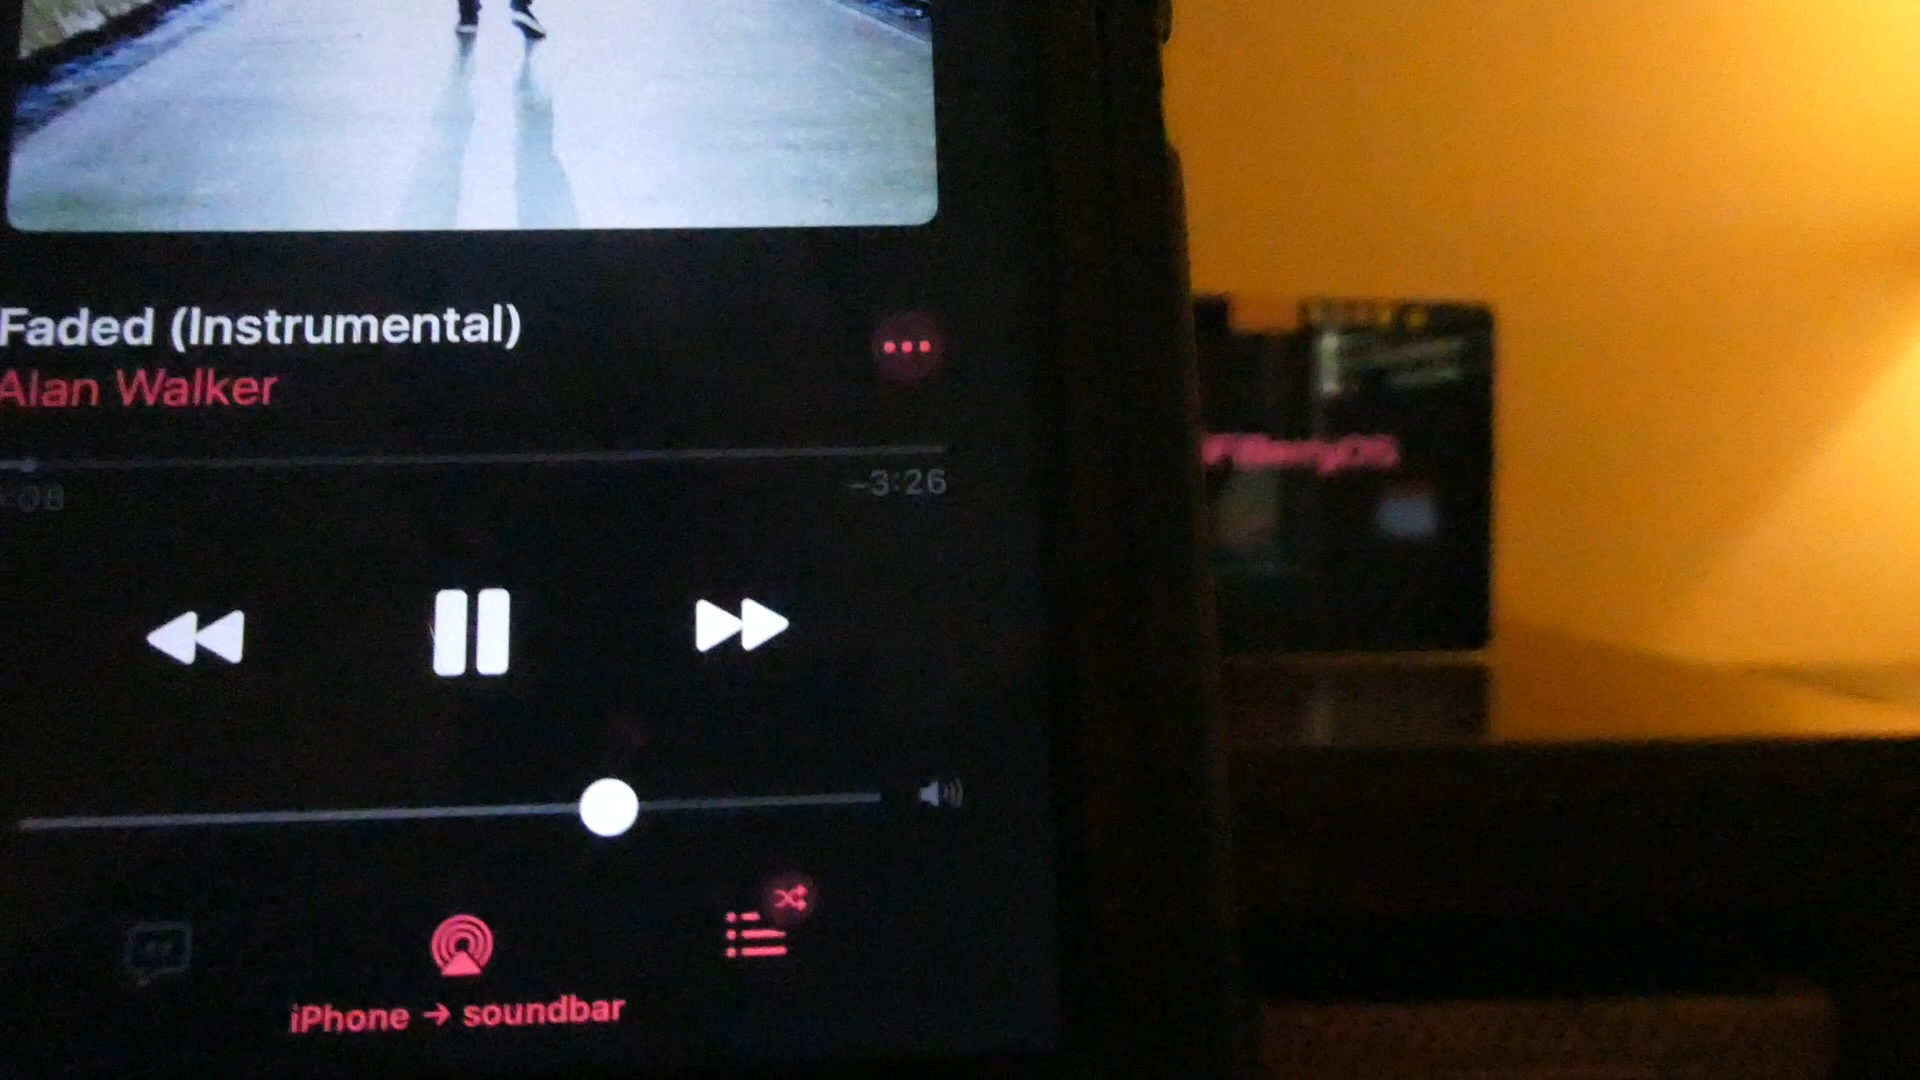 Faded (Instrumental)
Alan Walker
-3:26
iPhone → soundbar